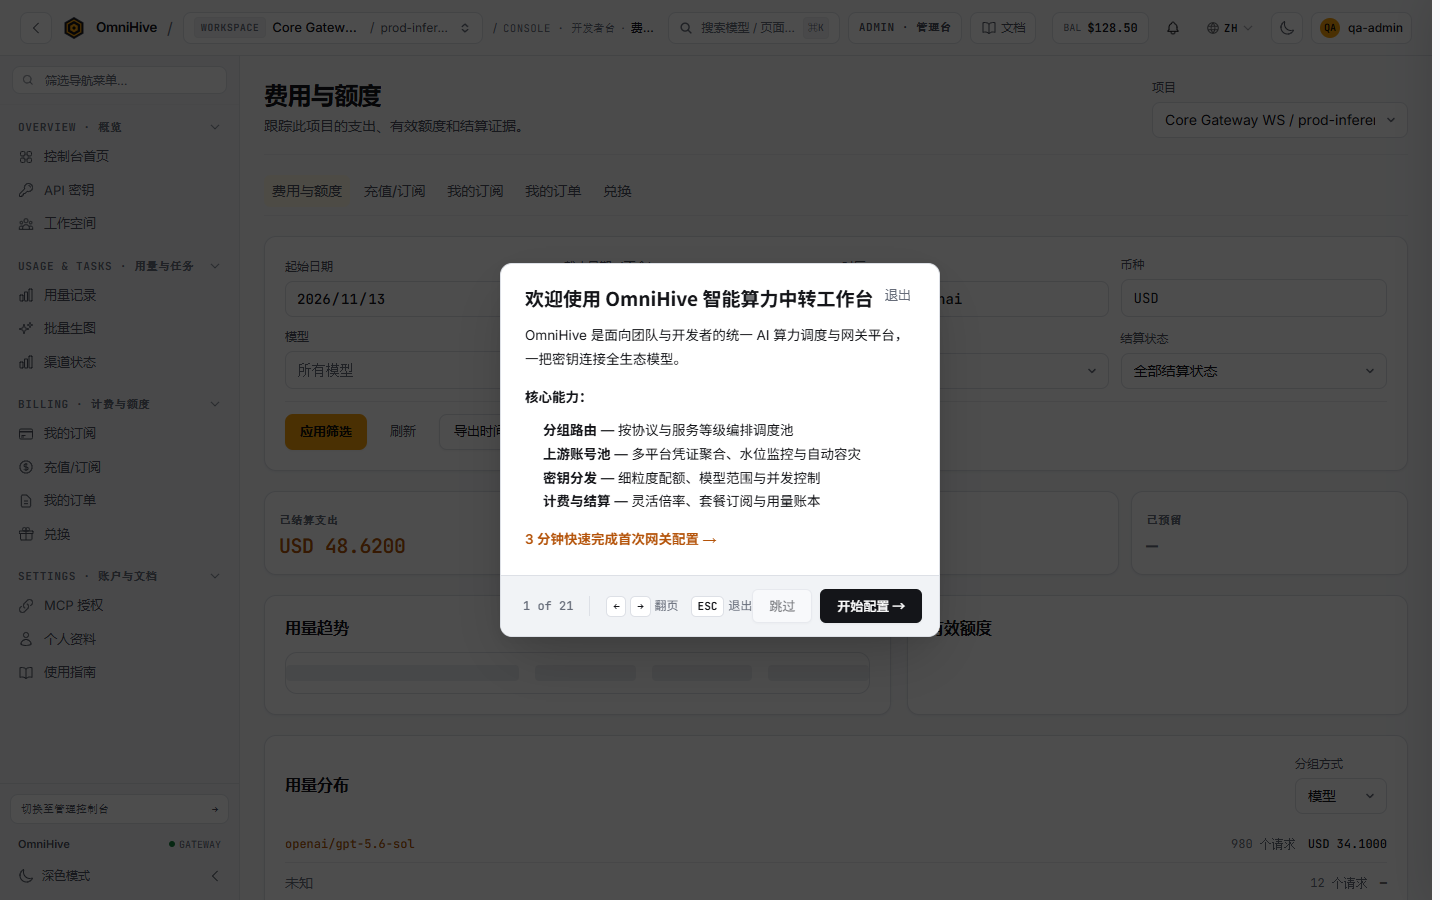 OmniHive / WORKSPACE Core Gatew... / prod-infer... / CONSOLE · 开发者台 · 费... 搜索模型 / 页面... ⌘K ADMIN · 管理台 文档 BAL $128.50 ZH QA qa-admin
筛选导航菜单...
OVERVIEW · 概览
控制台首页
API 密钥
工作空间
USAGE & TASKS · 用量与任务
用量记录
批量生图
渠道状态
BILLING · 计费与额度
我的订阅
充值/订阅
我的订单
兑换
SETTINGS · 账户与文档
MCP 授权
个人资料
使用指南
切换至管理控制台 →
OmniHive GATEWAY
深色模式
费用与额度
跟踪此项目的支出、有效额度和结算证据。
项目
Core Gateway WS / prod-infere
费用与额度 充值/订阅 我的订阅 我的订单 兑换
起始日期
2026/11/13
nai
币种
USD
模型
所有模型
结算状态
全部结算状态
应用筛选 刷新 导出时间
已结算支出
USD 48.6200
已预留
—
用量趋势
有效额度
用量分布
分组方式
模型
openai/gpt-5.6-sol 980 个请求 USD 34.1000
未知 12 个请求 —
欢迎使用 OmniHive 智能算力中转工作台 退出
OmniHive 是面向团队与开发者的统一 AI 算力调度与网关平台，
一把密钥连接全生态模型。
核心能力：
分组路由 — 按协议与服务等级编排调度池
上游账号池 — 多平台凭证聚合、水位监控与自动容灾
密钥分发 — 细粒度配额、模型范围与并发控制
计费与结算 — 灵活倍率、套餐订阅与用量账本
3 分钟快速完成首次网关配置 →
1 of 21 ← → 翻页 ESC 退出 跳过 开始配置 →